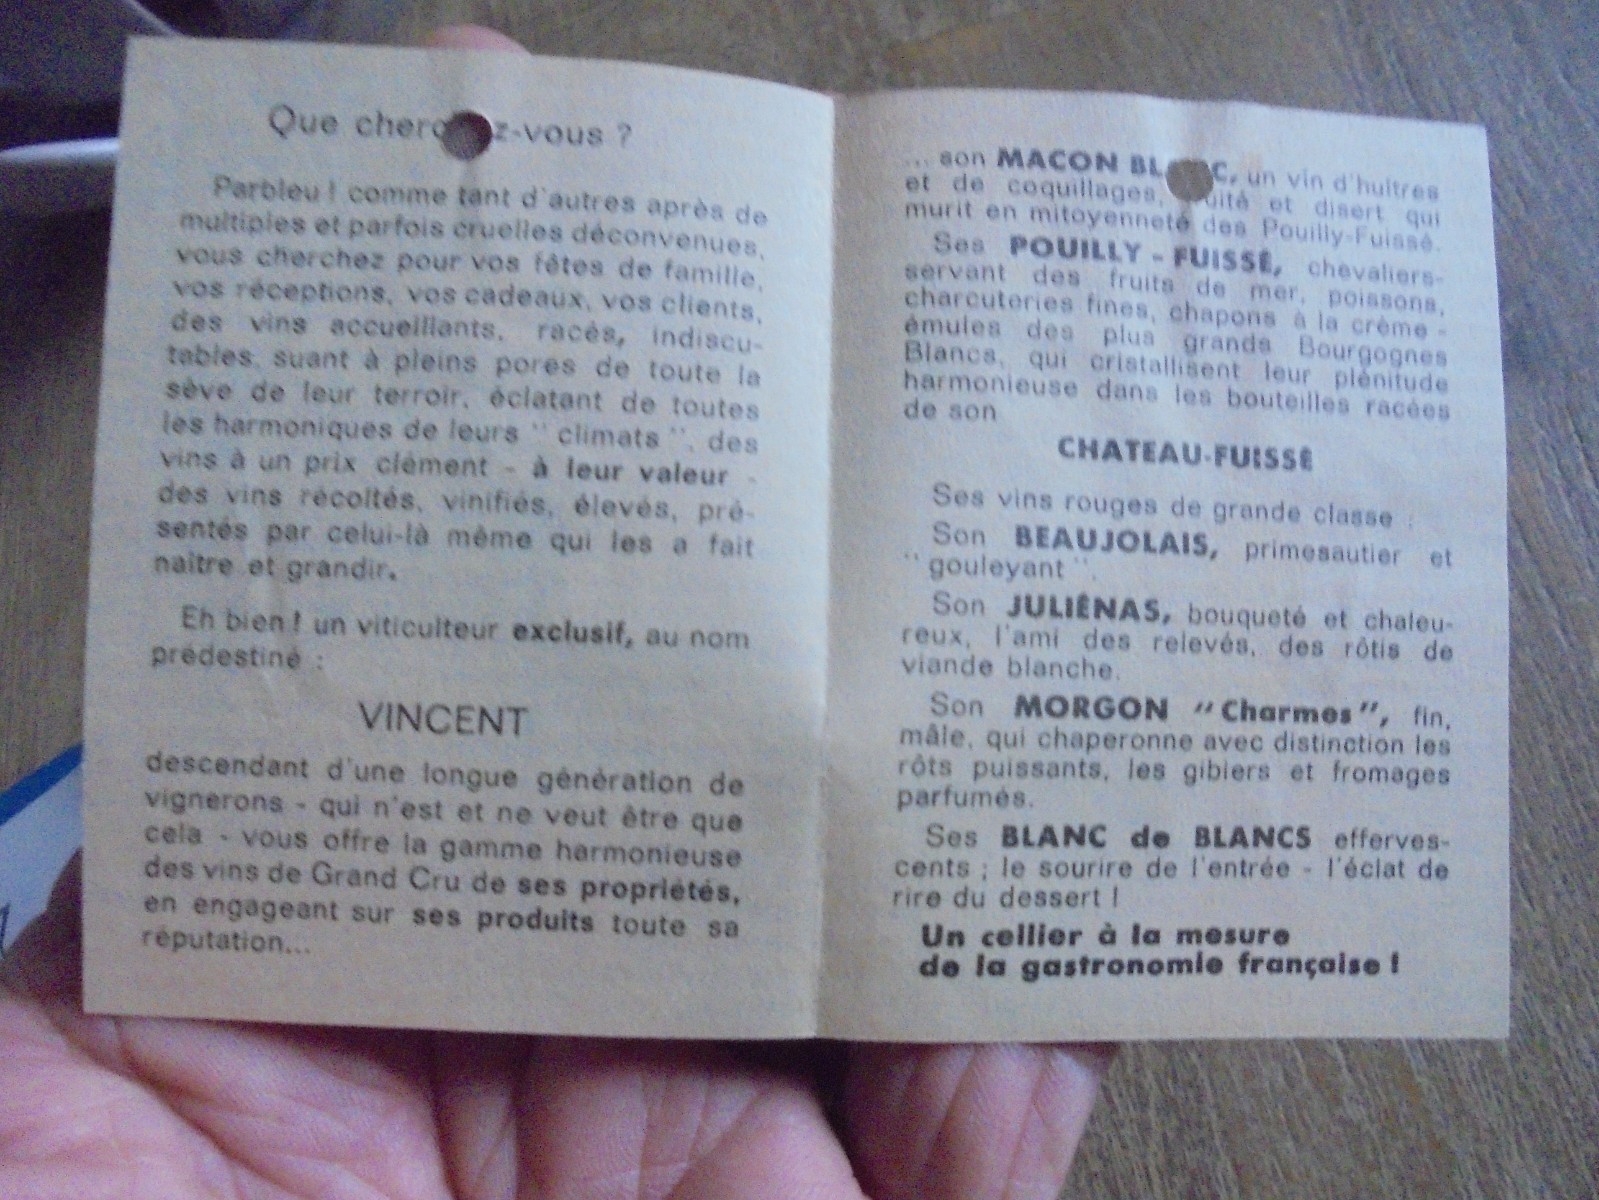 Que cherchez-vous ?
Parbleu ! comme tant d'autres après de
multiples et parfois cruelles déconvenues,
vous cherchez pour vos fêtes de famille,
vos réceptions, vos cadeaux, vos clients,
des vins accueillants, racés, indiscu-
tables, suant à pleins pores de toute la
sève de leur terroir, éclatant de toutes
les harmoniques de leurs " climats ", des
vins à un prix clément - à leur valeur -
des vins récoltés, vinifiés, élevés, pré-
sentés par celui-là même qui les a fait
naître et grandir.
Eh bien ! un viticulteur exclusif, au nom
prédestiné :
VINCENT
descendant d'une longue génération de
vignerons - qui n'est et ne veut être que
cela - vous offre la gamme harmonieuse
des vins de Grand Cru de ses propriétés,
en engageant sur ses produits toute sa
réputation...
... son MACON BLANC, un vin d'huîtres
et de coquillages, fruité et disert qui
murit en mitoyenneté des Pouilly-Fuissé.
Ses POUILLY - FUISSÉ, chevaliers-
servant des fruits de mer, poissons,
charcuteries fines, chapons à la crème -
émules des plus grands Bourgognes
Blancs, qui cristallisent leur plénitude
harmonieuse dans les bouteilles racées
de son
CHATEAU-FUISSÉ
Ses vins rouges de grande classe :
Son BEAUJOLAIS, primesautier et
" gouleyant ".
Son JULIÉNAS, bouqueté et chaleu-
reux, l'ami des relevés, des rôtis de
viande blanche.
Son MORGON "Charmes", fin,
mâle, qui chaperonne avec distinction les
rôts puissants, les gibiers et fromages
parfumés.
Ses BLANC de BLANCS efferves-
cents ; le sourire de l'entrée - l'éclat de
rire du dessert !
Un cellier à la mesure
de la gastronomie française !